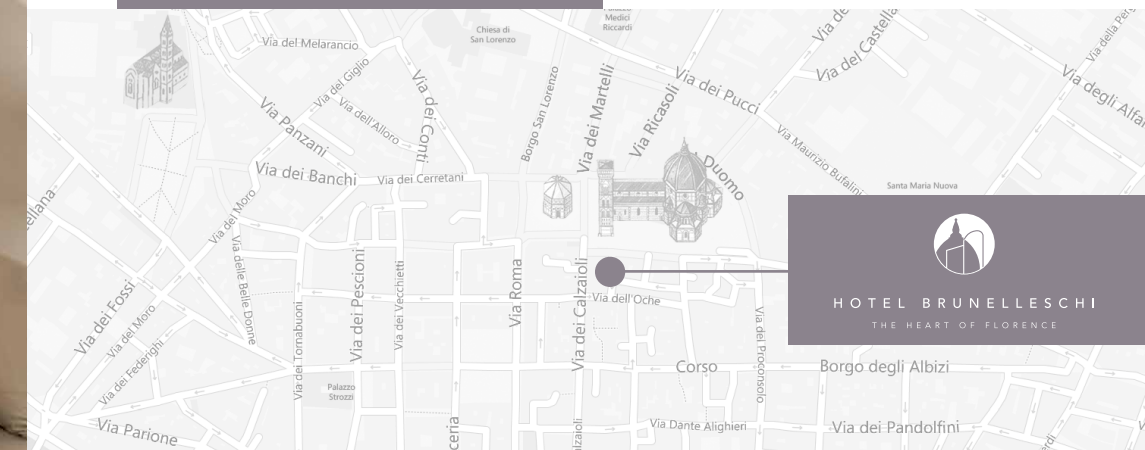 Chiesa di
San Lorenzo
Medici
Riccardi
Via del Melarancio
Via del Giglio
Via dell'Alloro
Via dei Conti
Via Panzani
Borgo San Lorenzo
Via dei Martelli
Via Ricasoli
Via dei Pucci
Via Maurizio Bufalini
Via degli Alfa
Via dei Banchi
Via dei Cerretani
Duomo
Santa Maria Nuova
ellana
Via del Moro
Via delle Belle Donne
Via dei Pescioni
Via dei Vecchietti
Via Roma
Via dei Calzaioli
Via dell'Oche
HOTEL BRUNELLESCHI
THE HEART OF FLORENCE
Via dei Fossi
Via del Moro
Via dei Federighi
Via dei Tornabuoni
Via del Proconsolo
Palazzo
Strozzi
Corso
Borgo degli Albizi
Via Parione
ceria
alzaioli
Via Dante Alighieri
Via dei Pandolfini